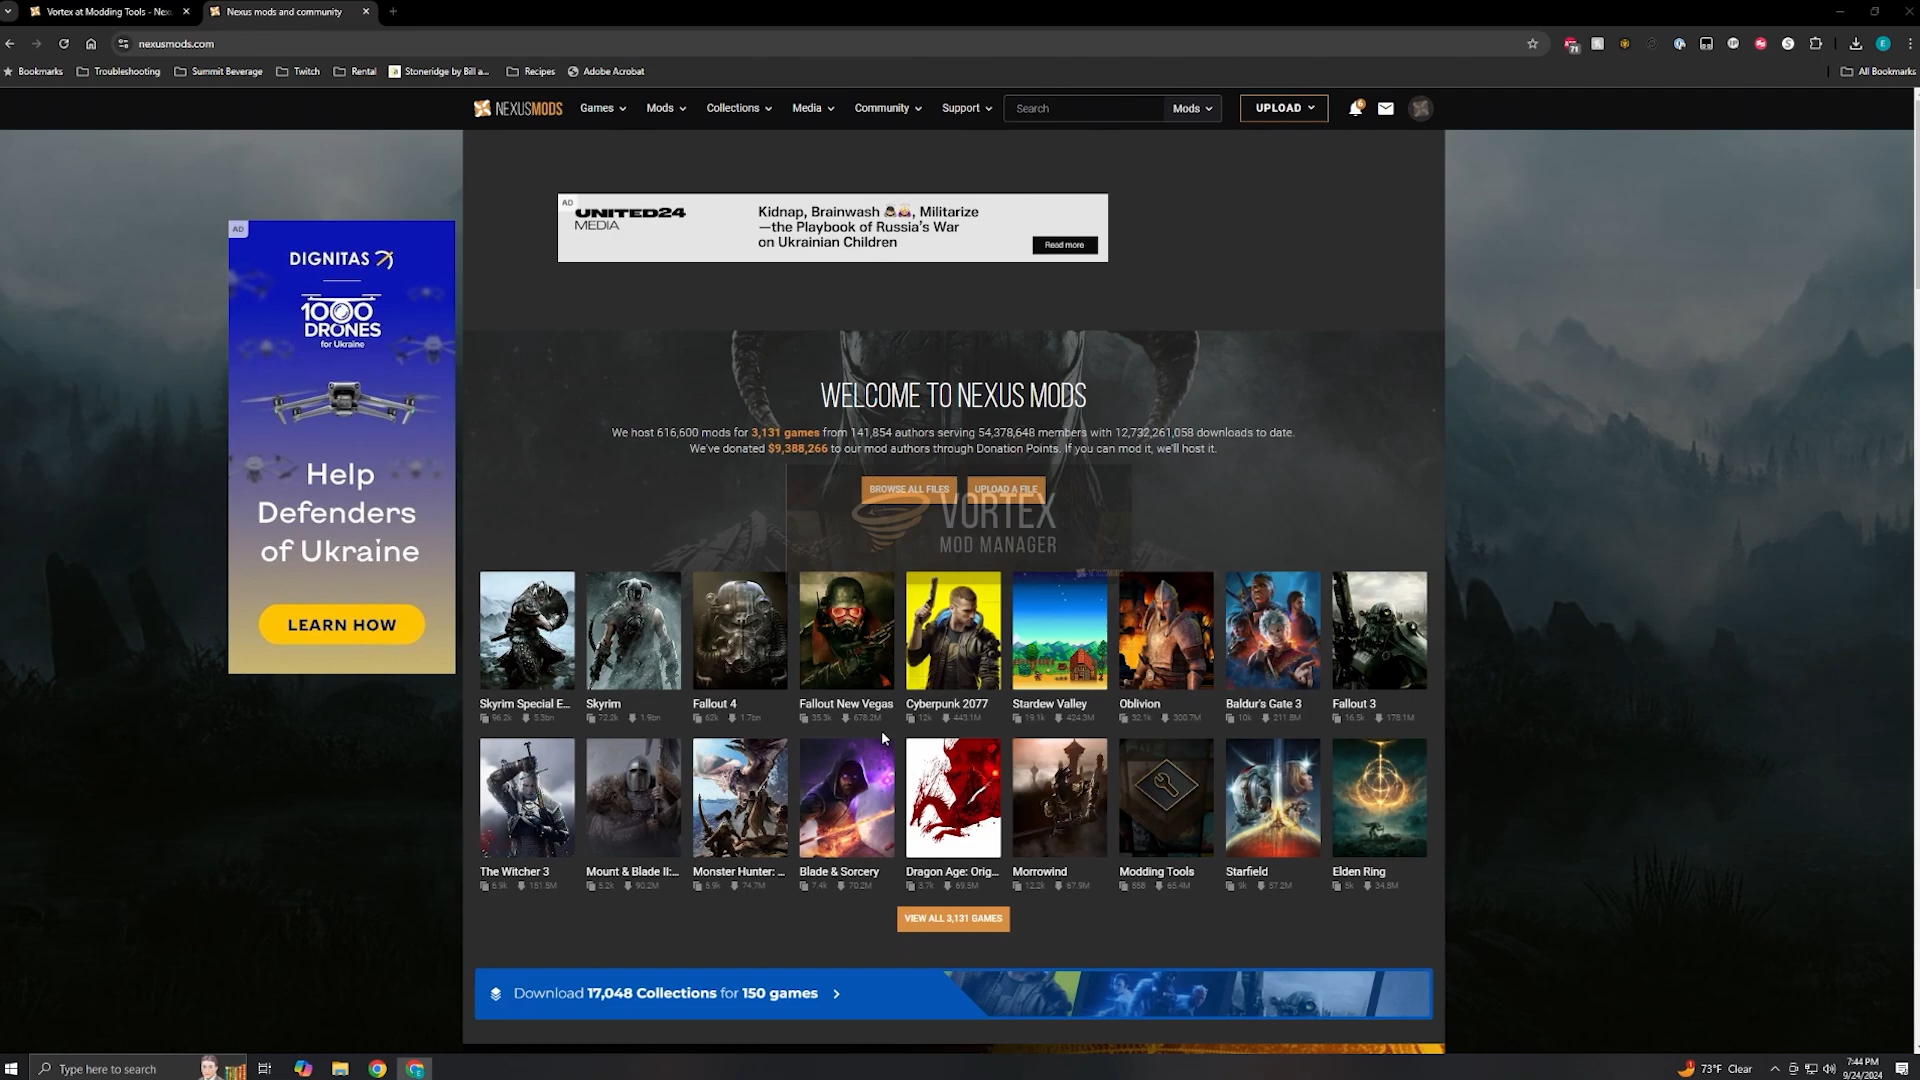 Vortex at Modding Tools - Nex
Nexus mods and community
nexusmods.com
71
E
Bookmarks
Troubleshooting
Summit Beverage
Twitch
Rental
Stoneridge by Bill a...
Recipes
Adobe Acrobat
All Bookmarks
NEXUSMODS
Games
Mods
Collections
Media
Community
Support
Search
Mods
UPLOAD
6
AD
UNITED24
MEDIA
Kidnap, Brainwash 👧👧, Militarize
—the Playbook of Russia's War
on Ukrainian Children
Read more
AD
DIGNITAS
1000
DRONES
for Ukraine
Help
Defenders
of Ukraine
LEARN HOW
WELCOME TO NEXUS MODS
We host 616,600 mods for 3,131 games from 141,854 authors serving 54,378,648 members with 12,732,261,058 downloads to date.
We've donated $9,388,266 to our mod authors through Donation Points. If you can mod it, we'll host it.
BROWSE ALL FILES
UPLOAD A FILE
VORTEX
MOD MANAGER
NEXUSMODS
Skyrim Special E...
96.2k 5.3bn
Skyrim
72.2k 1.9bn
Fallout 4
62k 1.7bn
Fallout New Vegas
35.3k 678.2M
Cyberpunk 2077
12k 443.1M
Stardew Valley
19.1k 424.3M
Oblivion
32.1k 300.7M
Baldur's Gate 3
10k 211.8M
Fallout 3
16.5k 178.1M
The Witcher 3
6.9k 151.5M
Mount & Blade II:...
5.2k 90.2M
Monster Hunter: ...
5.9k 74.7M
Blade & Sorcery
7.4k 70.2M
Dragon Age: Orig...
3.7k 69.5M
Morrowind
12.2k 67.9M
Modding Tools
558 65.4M
Starfield
9k 57.2M
Elden Ring
5k 34.8M
VIEW ALL 3,131 GAMES
Download 17,048 Collections for 150 games
Type here to search
73°F Clear
7:44 PM
9/24/2024